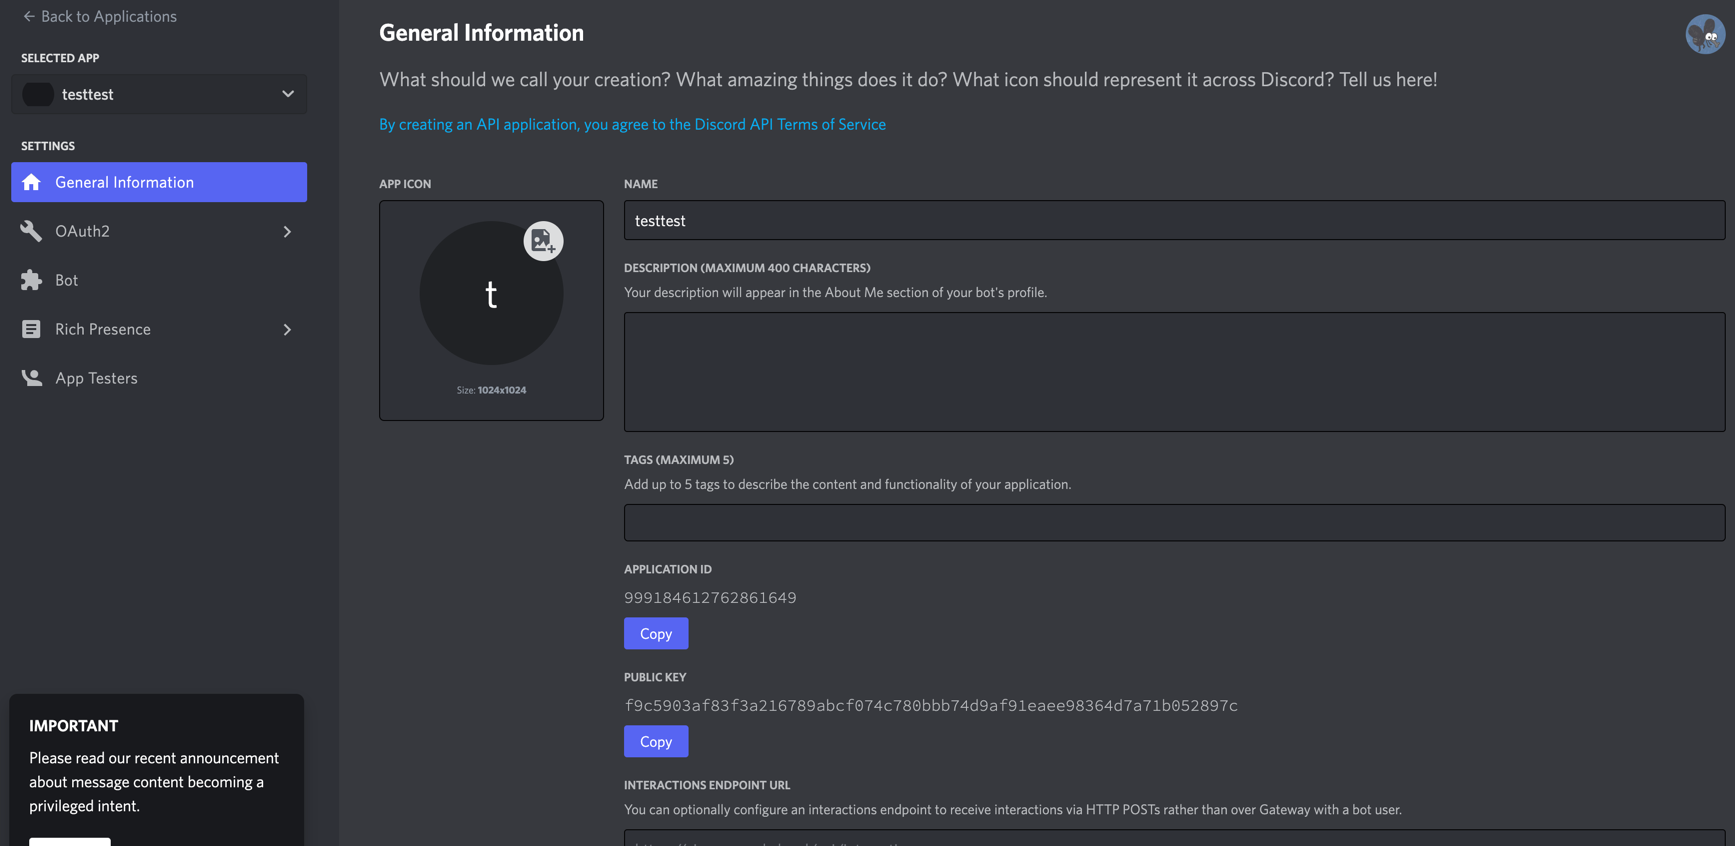 ← Back to Applications
SELECTED APP
testtest
SETTINGS
General Information
OAuth2
Bot
Rich Presence
App Testers
IMPORTANT
Please read our recent announcement
about message content becoming a
privileged intent.
General Information
What should we call your creation? What amazing things does it do? What icon should represent it across Discord? Tell us here!
By creating an API application, you agree to the Discord API Terms of Service
APP ICON
t
Size: 1024x1024
NAME
testtest
DESCRIPTION (MAXIMUM 400 CHARACTERS)
Your description will appear in the About Me section of your bot's profile.
TAGS (MAXIMUM 5)
Add up to 5 tags to describe the content and functionality of your application.
APPLICATION ID
999184612762861649
Copy
PUBLIC KEY
f9c5903af83f3a216789abcf074c780bbb74d9af91eaee98364d7a71b052897c
Copy
INTERACTIONS ENDPOINT URL
You can optionally configure an interactions endpoint to receive interactions via HTTP POSTs rather than over Gateway with a bot user.